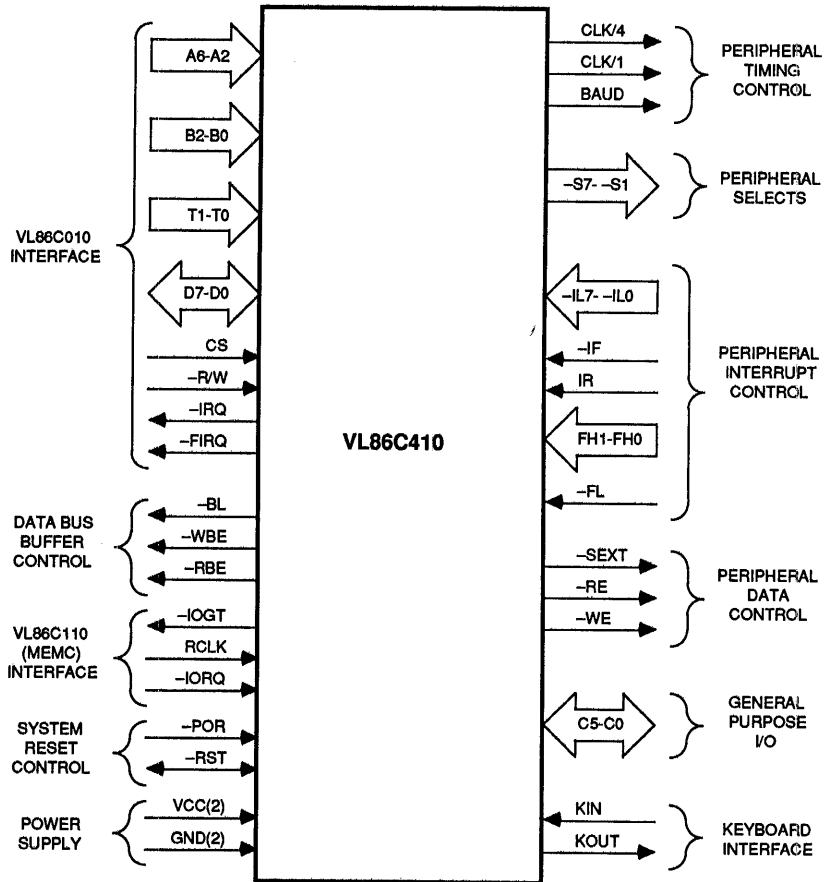 VL86C010
INTERFACE
A6-A2
B2-B0
T1-T0
D7-D0
CS
–R/W
–IRQ
–FIRQ
DATA BUS
BUFFER
CONTROL
–BL
–WBE
–RBE
VL86C110
(MEMC)
INTERFACE
–IOGT
RCLK
–IORQ
SYSTEM
RESET
CONTROL
–POR
–RST
POWER
SUPPLY
VCC(2)
GND(2)
VL86C410
CLK/4
CLK/1
BAUD
PERIPHERAL
TIMING
CONTROL
–S7- –S1
PERIPHERAL
SELECTS
–IL7- –IL0
–IF
IR
FH1-FH0
–FL
PERIPHERAL
INTERRUPT
CONTROL
–SEXT
–RE
–WE
PERIPHERAL
DATA
CONTROL
C5-C0
GENERAL
PURPOSE
I/O
KIN
KOUT
KEYBOARD
INTERFACE